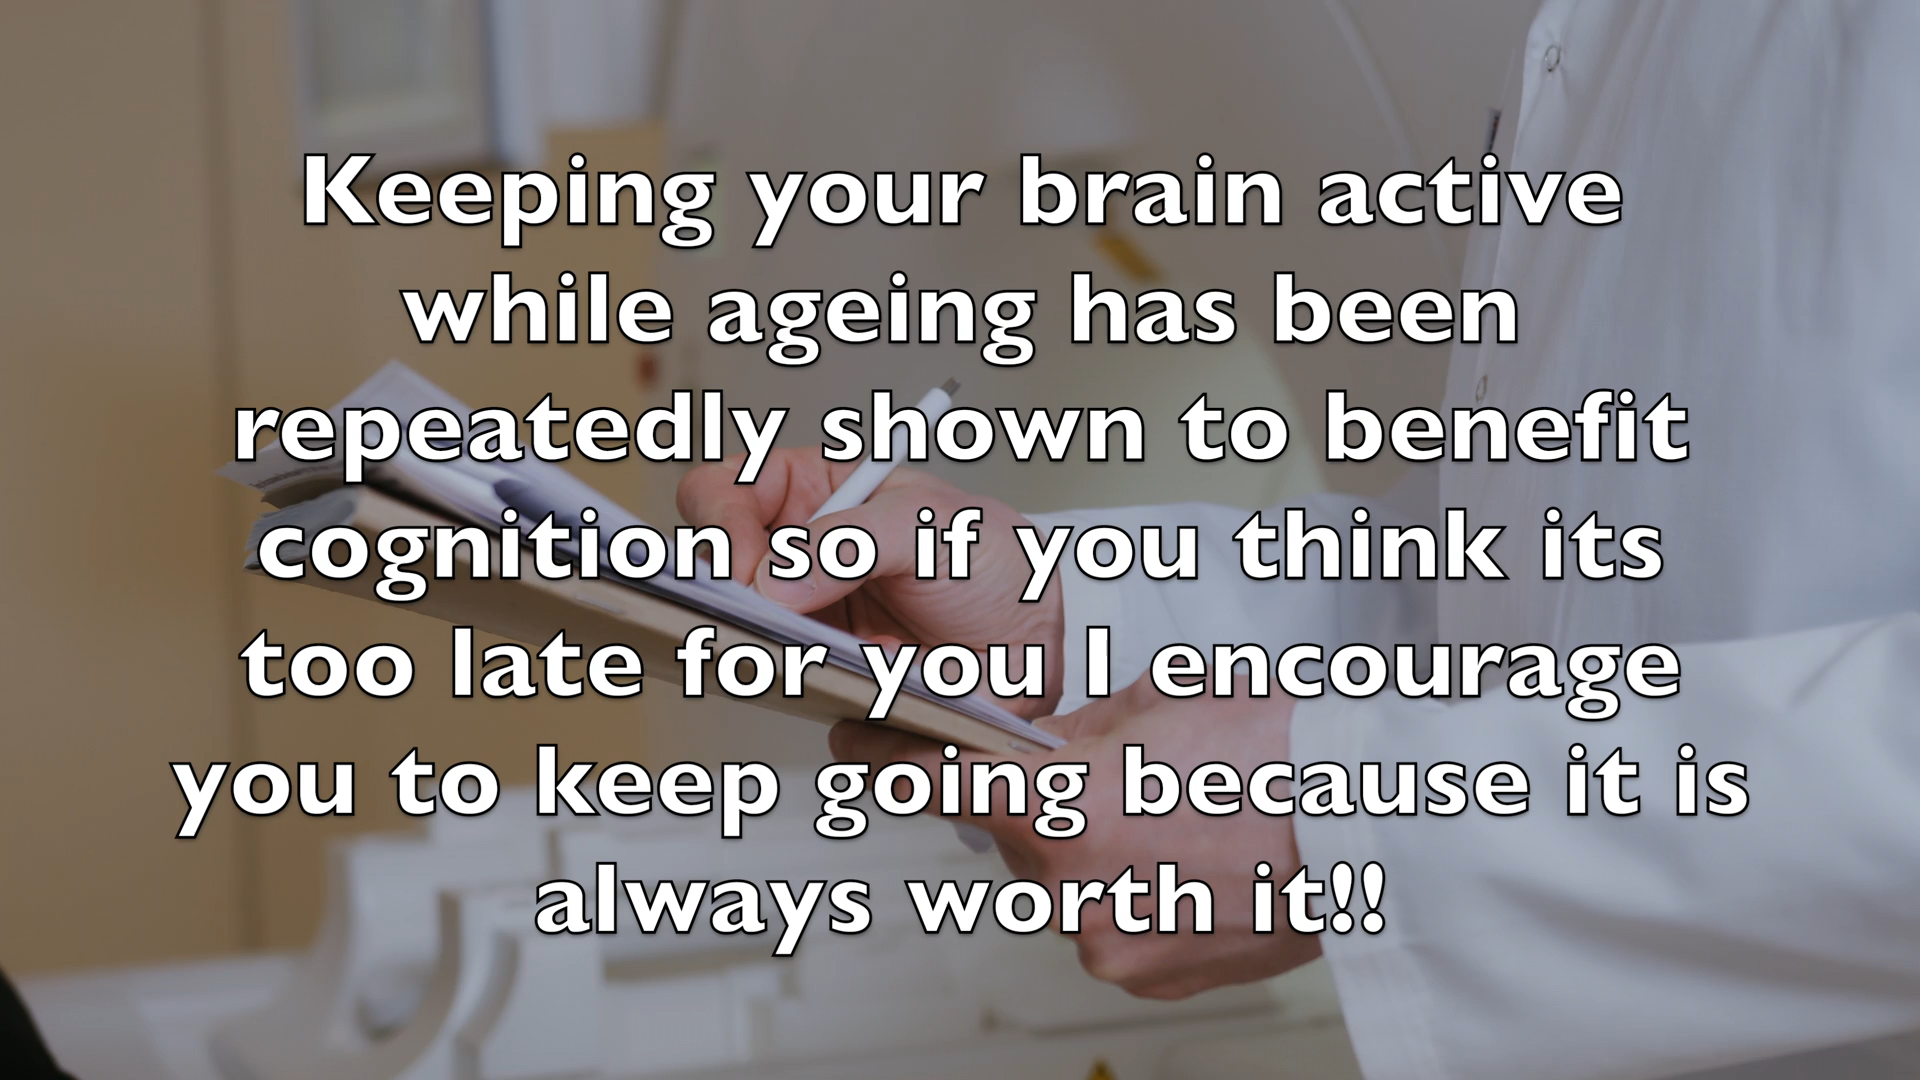 Keeping your brain active
while ageing has been
repeatedly shown to benefit
cognition so if you think its
too late for you I encourage
you to keep going because it is
always worth it!!